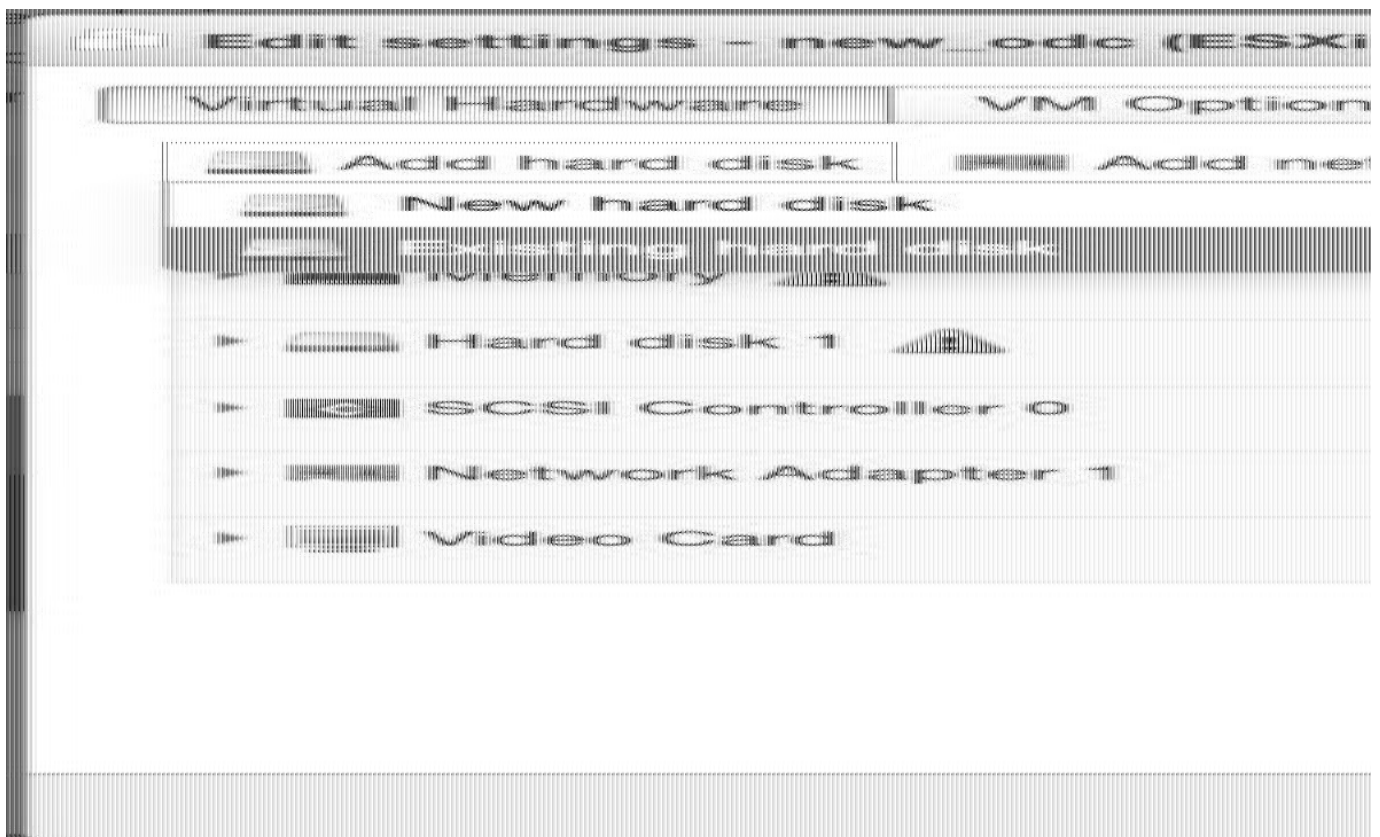 Edit settings - new_odc (ESXi
Virtual Hardware VM Option
Add hard disk Add net
New hard disk
Existing hard disk
Memory
Hard disk 1
SCSI Controller 0
Network Adapter 1
Video Card